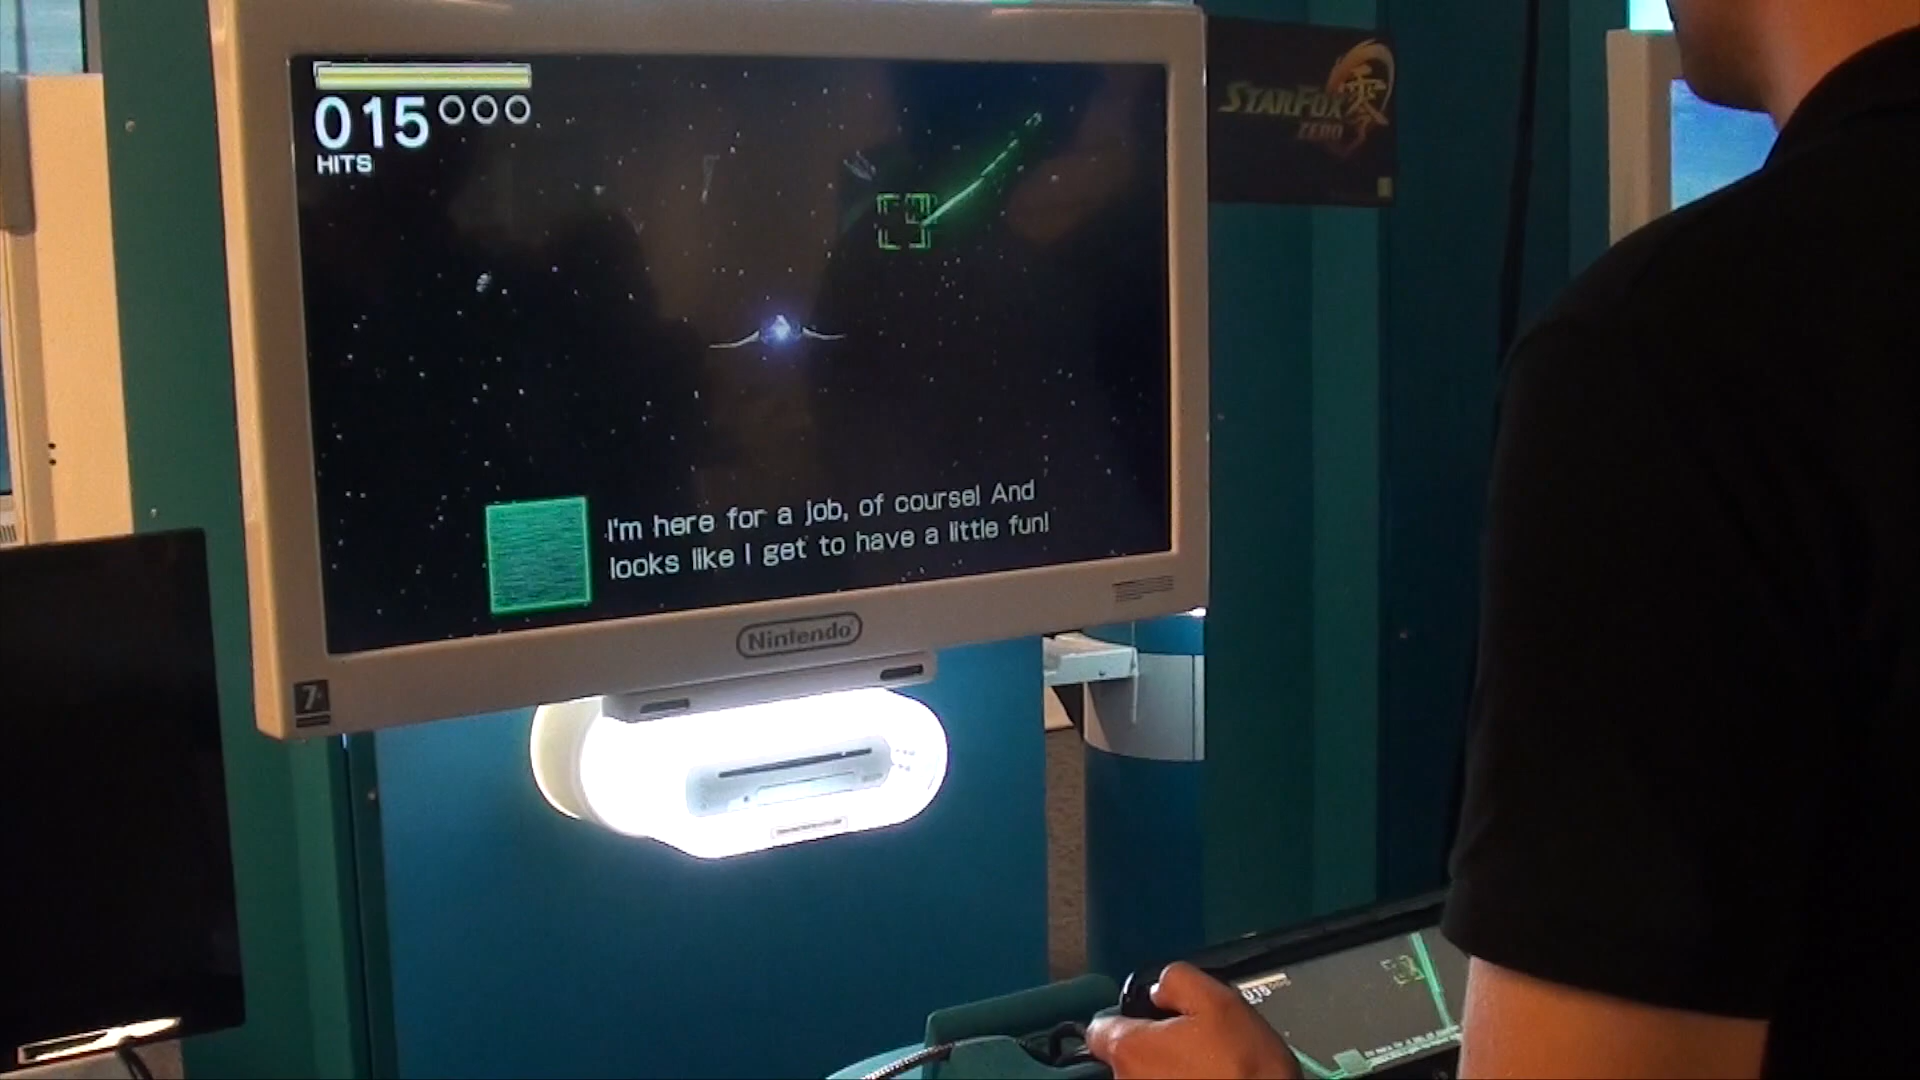 015
HITS
STARFOX
零
ZERO
I'm here for a job, of course! And
looks like I get to have a little fun!
Nintendo
7
015